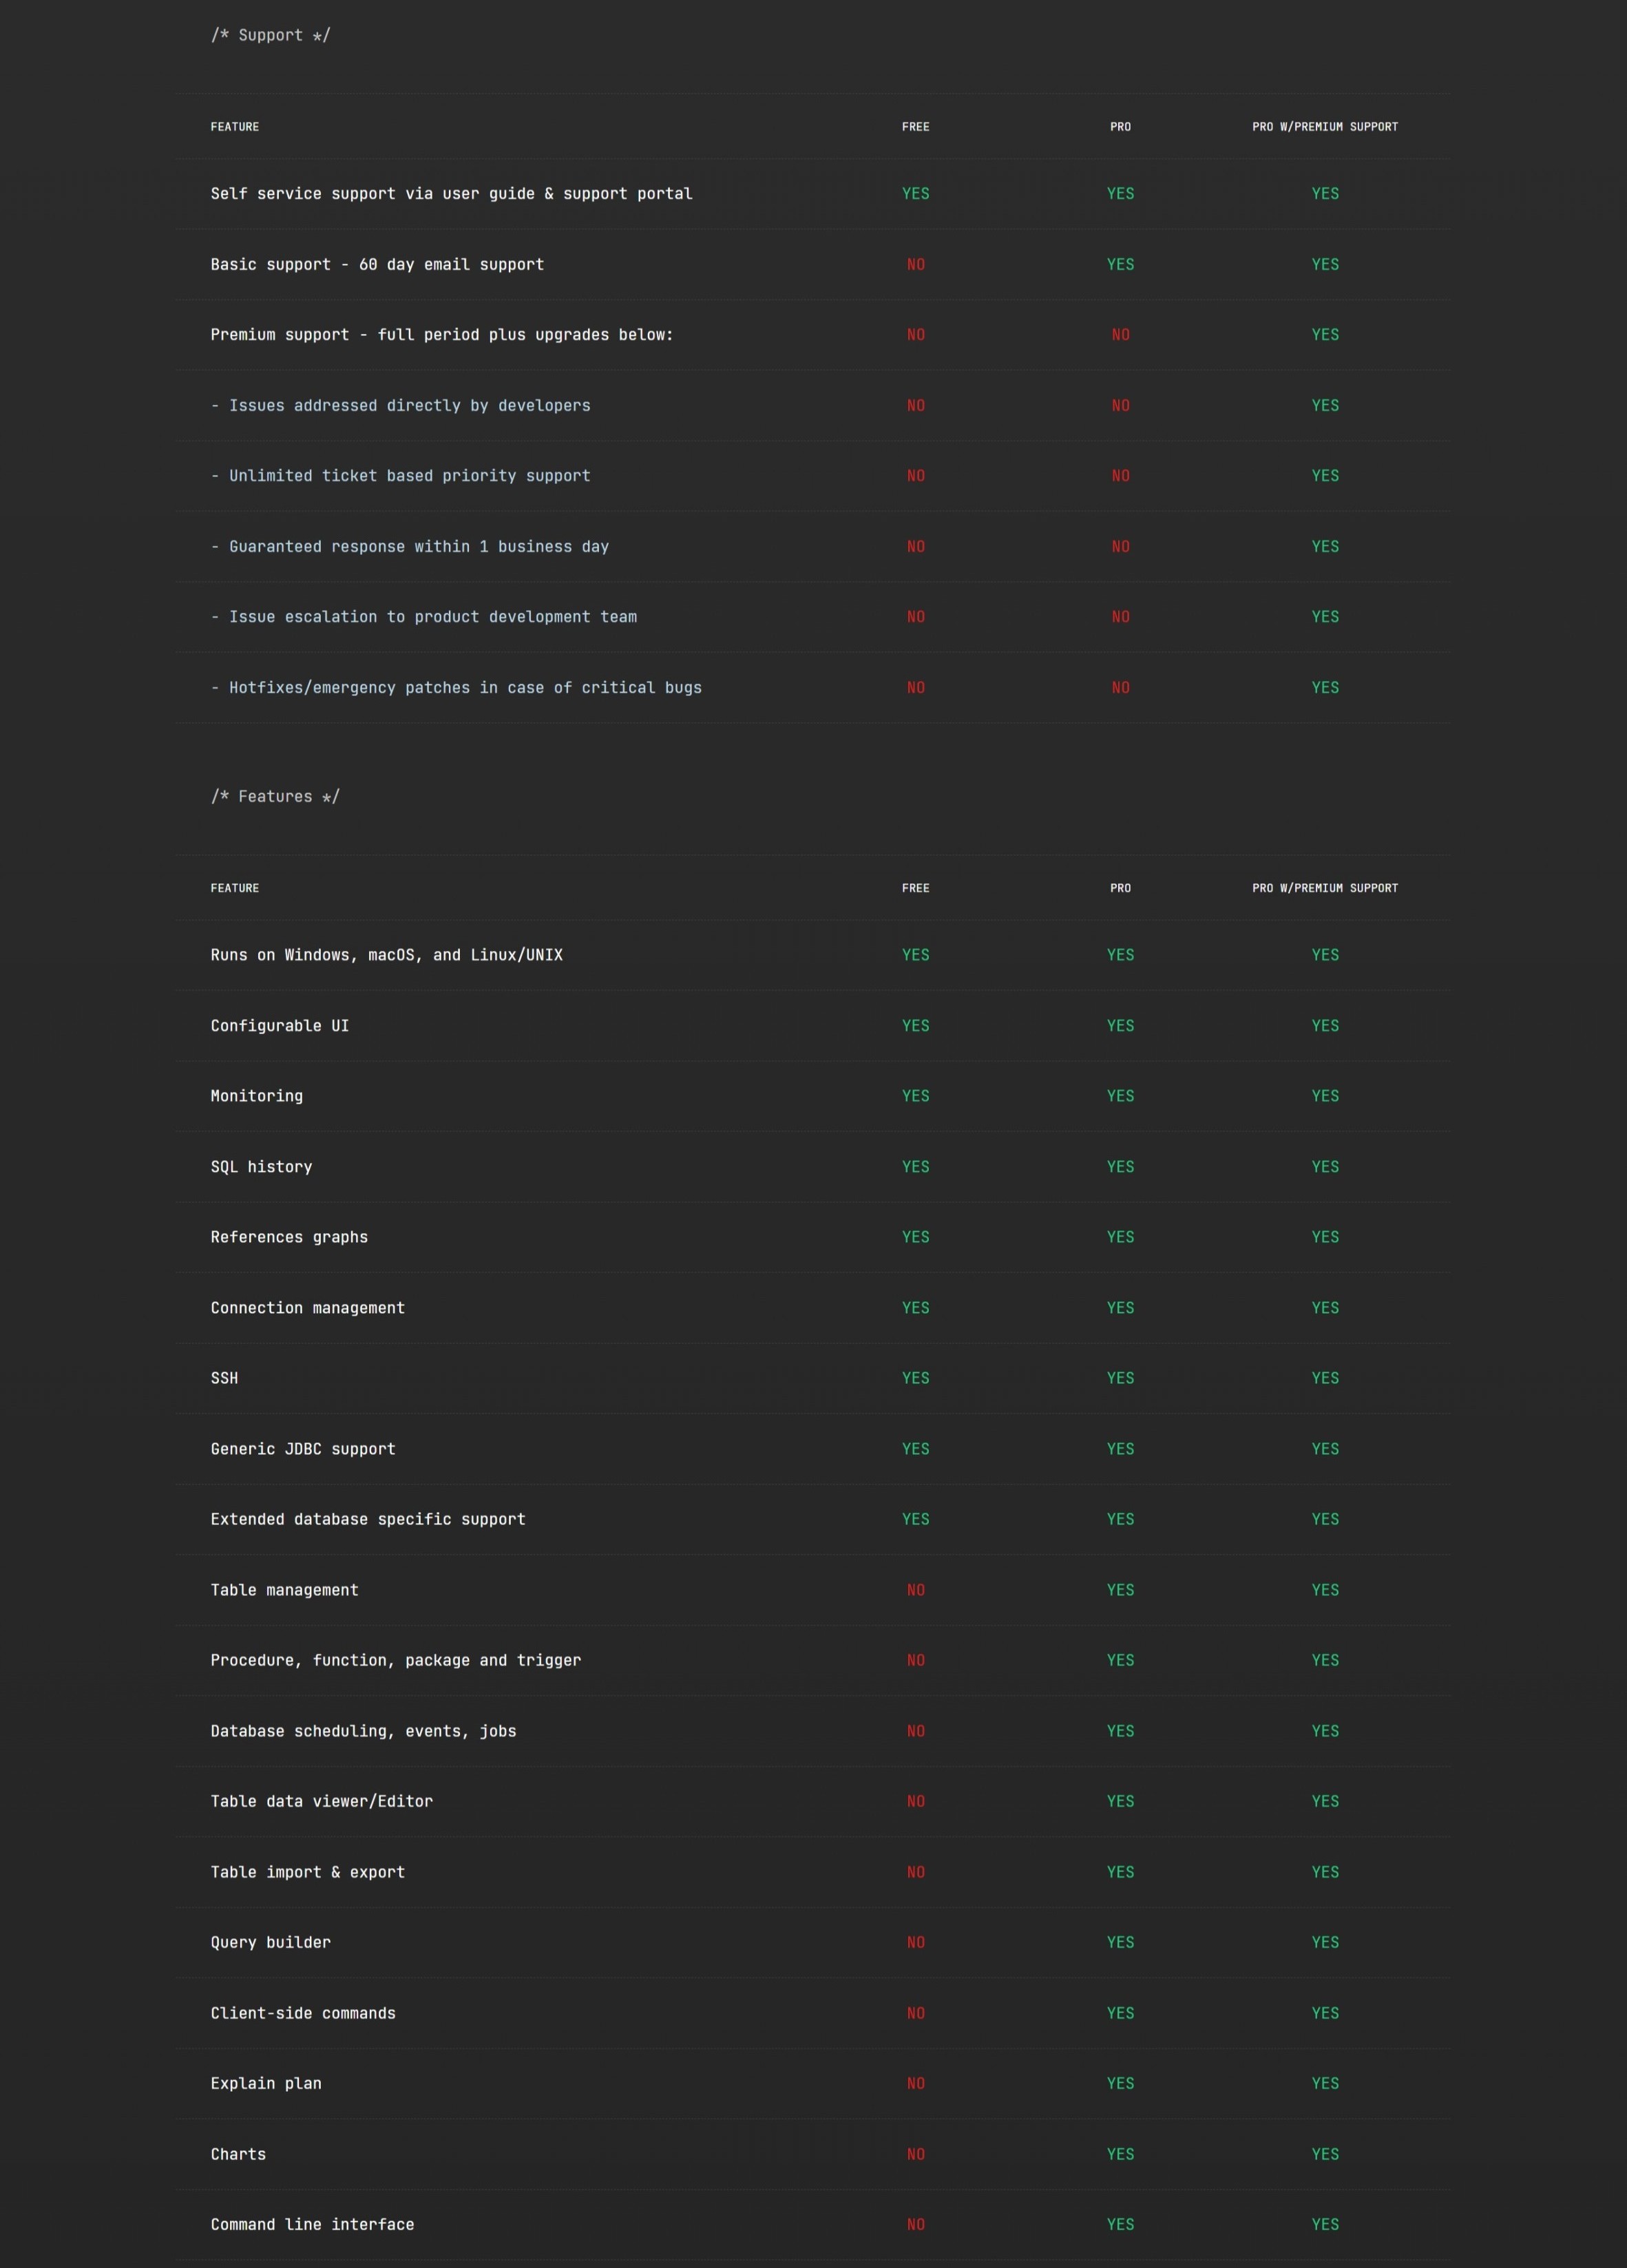 /* Support */
FEATURE FREE PRO PRO W/PREMIUM SUPPORT
Self service support via user guide & support portal YES YES YES
Basic support - 60 day email support NO YES YES
Premium support - full period plus upgrades below: NO NO YES
- Issues addressed directly by developers NO NO YES
- Unlimited ticket based priority support NO NO YES
- Guaranteed response within 1 business day NO NO YES
- Issue escalation to product development team NO NO YES
- Hotfixes/emergency patches in case of critical bugs NO NO YES
/* Features */
FEATURE FREE PRO PRO W/PREMIUM SUPPORT
Runs on Windows, macOS, and Linux/UNIX YES YES YES
Configurable UI YES YES YES
Monitoring YES YES YES
SQL history YES YES YES
References graphs YES YES YES
Connection management YES YES YES
SSH YES YES YES
Generic JDBC support YES YES YES
Extended database specific support YES YES YES
Table management NO YES YES
Procedure, function, package and trigger NO YES YES
Database scheduling, events, jobs NO YES YES
Table data viewer/Editor NO YES YES
Table import & export NO YES YES
Query builder NO YES YES
Client-side commands NO YES YES
Explain plan NO YES YES
Charts NO YES YES
Command line interface NO YES YES